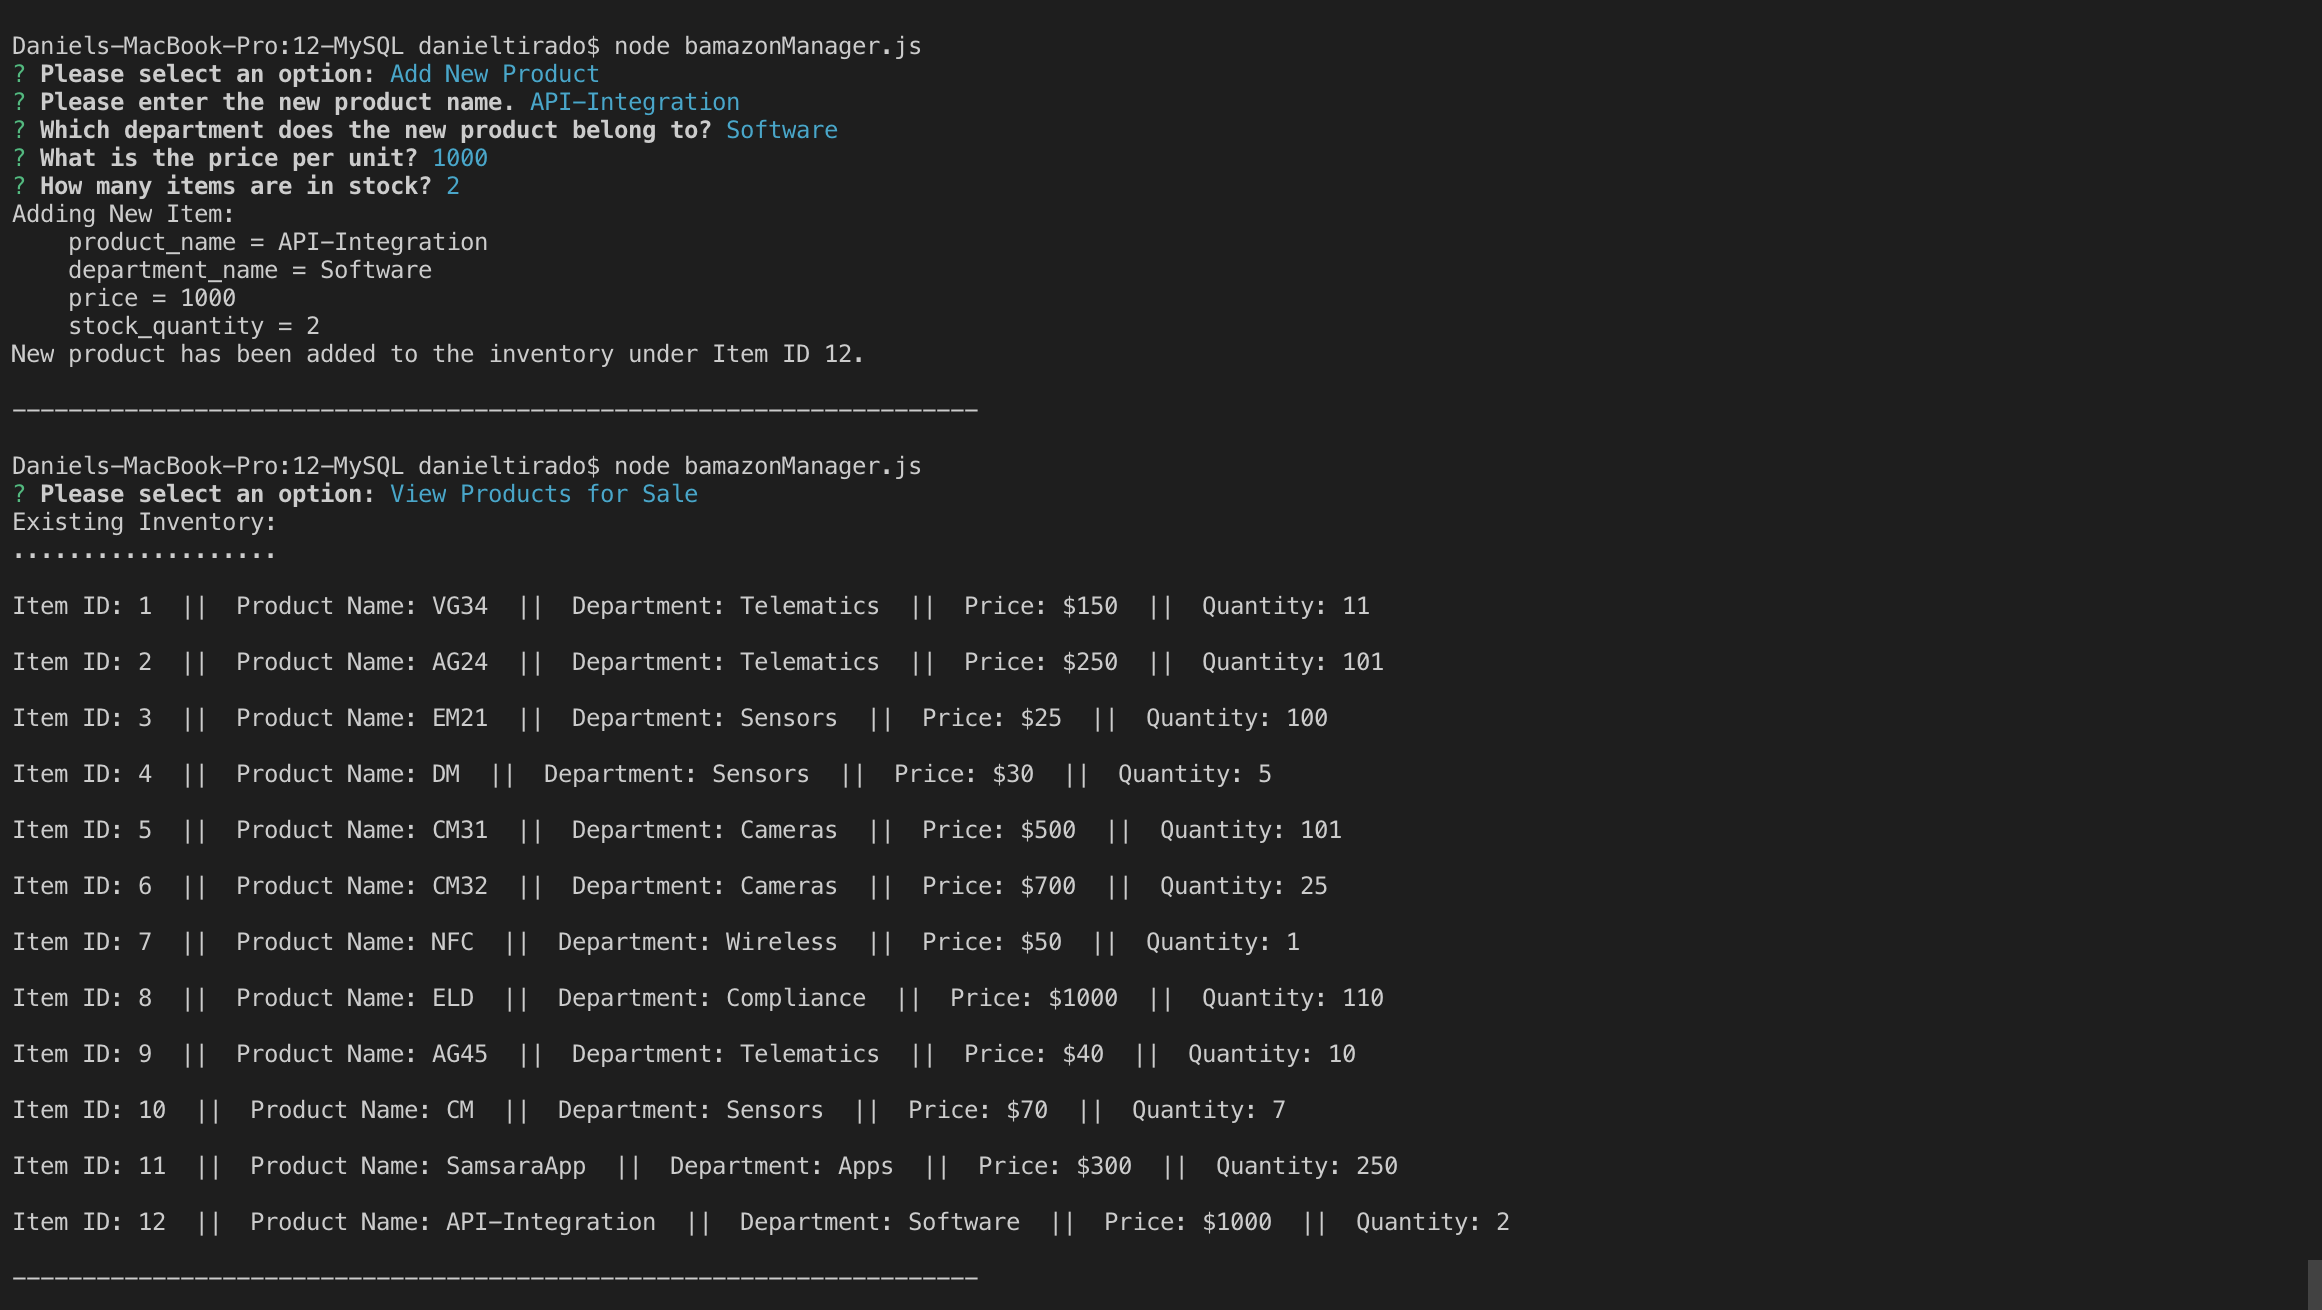 Daniels-MacBook-Pro:12-MySQL danieltirado$ node bamazonManager.js
? Please select an option: Add New Product
? Please enter the new product name. API-Integration
? Which department does the new product belong to? Software
? What is the price per unit? 1000
? How many items are in stock? 2
Adding New Item:
    product_name = API-Integration
    department_name = Software
    price = 1000
    stock_quantity = 2
New product has been added to the inventory under Item ID 12.
---------------------------------------------------------------------
Daniels-MacBook-Pro:12-MySQL danieltirado$ node bamazonManager.js
? Please select an option: View Products for Sale
Existing Inventory:
...................
Item ID: 1  ||  Product Name: VG34  ||  Department: Telematics  ||  Price: $150  ||  Quantity: 11
Item ID: 2  ||  Product Name: AG24  ||  Department: Telematics  ||  Price: $250  ||  Quantity: 101
Item ID: 3  ||  Product Name: EM21  ||  Department: Sensors  ||  Price: $25  ||  Quantity: 100
Item ID: 4  ||  Product Name: DM  ||  Department: Sensors  ||  Price: $30  ||  Quantity: 5
Item ID: 5  ||  Product Name: CM31  ||  Department: Cameras  ||  Price: $500  ||  Quantity: 101
Item ID: 6  ||  Product Name: CM32  ||  Department: Cameras  ||  Price: $700  ||  Quantity: 25
Item ID: 7  ||  Product Name: NFC  ||  Department: Wireless  ||  Price: $50  ||  Quantity: 1
Item ID: 8  ||  Product Name: ELD  ||  Department: Compliance  ||  Price: $1000  ||  Quantity: 110
Item ID: 9  ||  Product Name: AG45  ||  Department: Telematics  ||  Price: $40  ||  Quantity: 10
Item ID: 10  ||  Product Name: CM  ||  Department: Sensors  ||  Price: $70  ||  Quantity: 7
Item ID: 11  ||  Product Name: SamsaraApp  ||  Department: Apps  ||  Price: $300  ||  Quantity: 250
Item ID: 12  ||  Product Name: API-Integration  ||  Department: Software  ||  Price: $1000  ||  Quantity: 2
---------------------------------------------------------------------